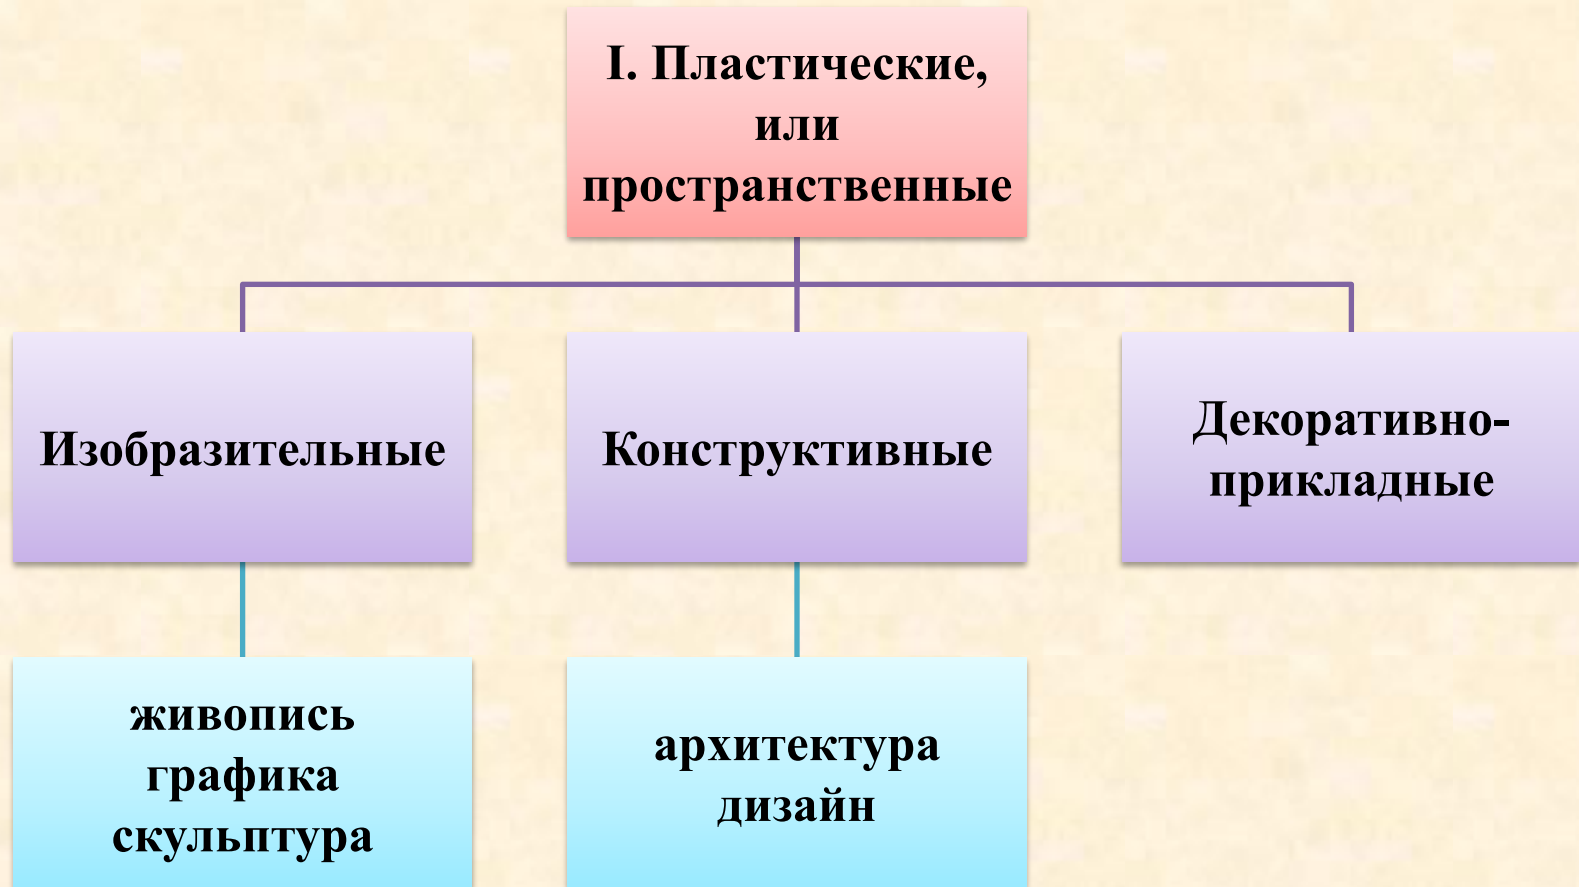 I. Пластические,
или
пространственные
Изобразительные
Конструктивные
Декоративно-
прикладные
живопись
графика
скульптура
архитектура
дизайн